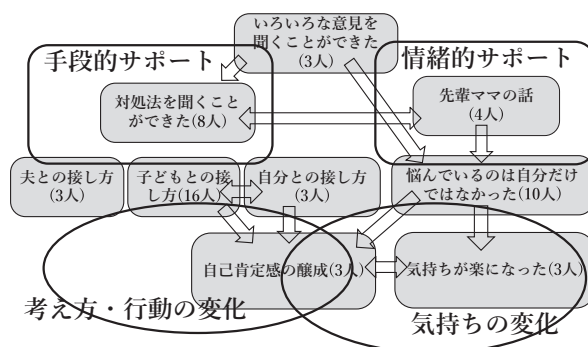 いろいろな意見を
聞くことができた
(3人)
手段的サポート
情緒的サポート
対処法を聞くこと
ができた(8人)
先輩ママの話
(4人)
夫との接し方
(3人)
子どもとの接
し方(16人)
自分との接し方
(3人)
悩んでいるのは自分だけ
ではなかった(10人)
自己肯定感の醸成(3人)
気持ちが楽になった(3人)
考え方・行動の変化
気持ちの変化